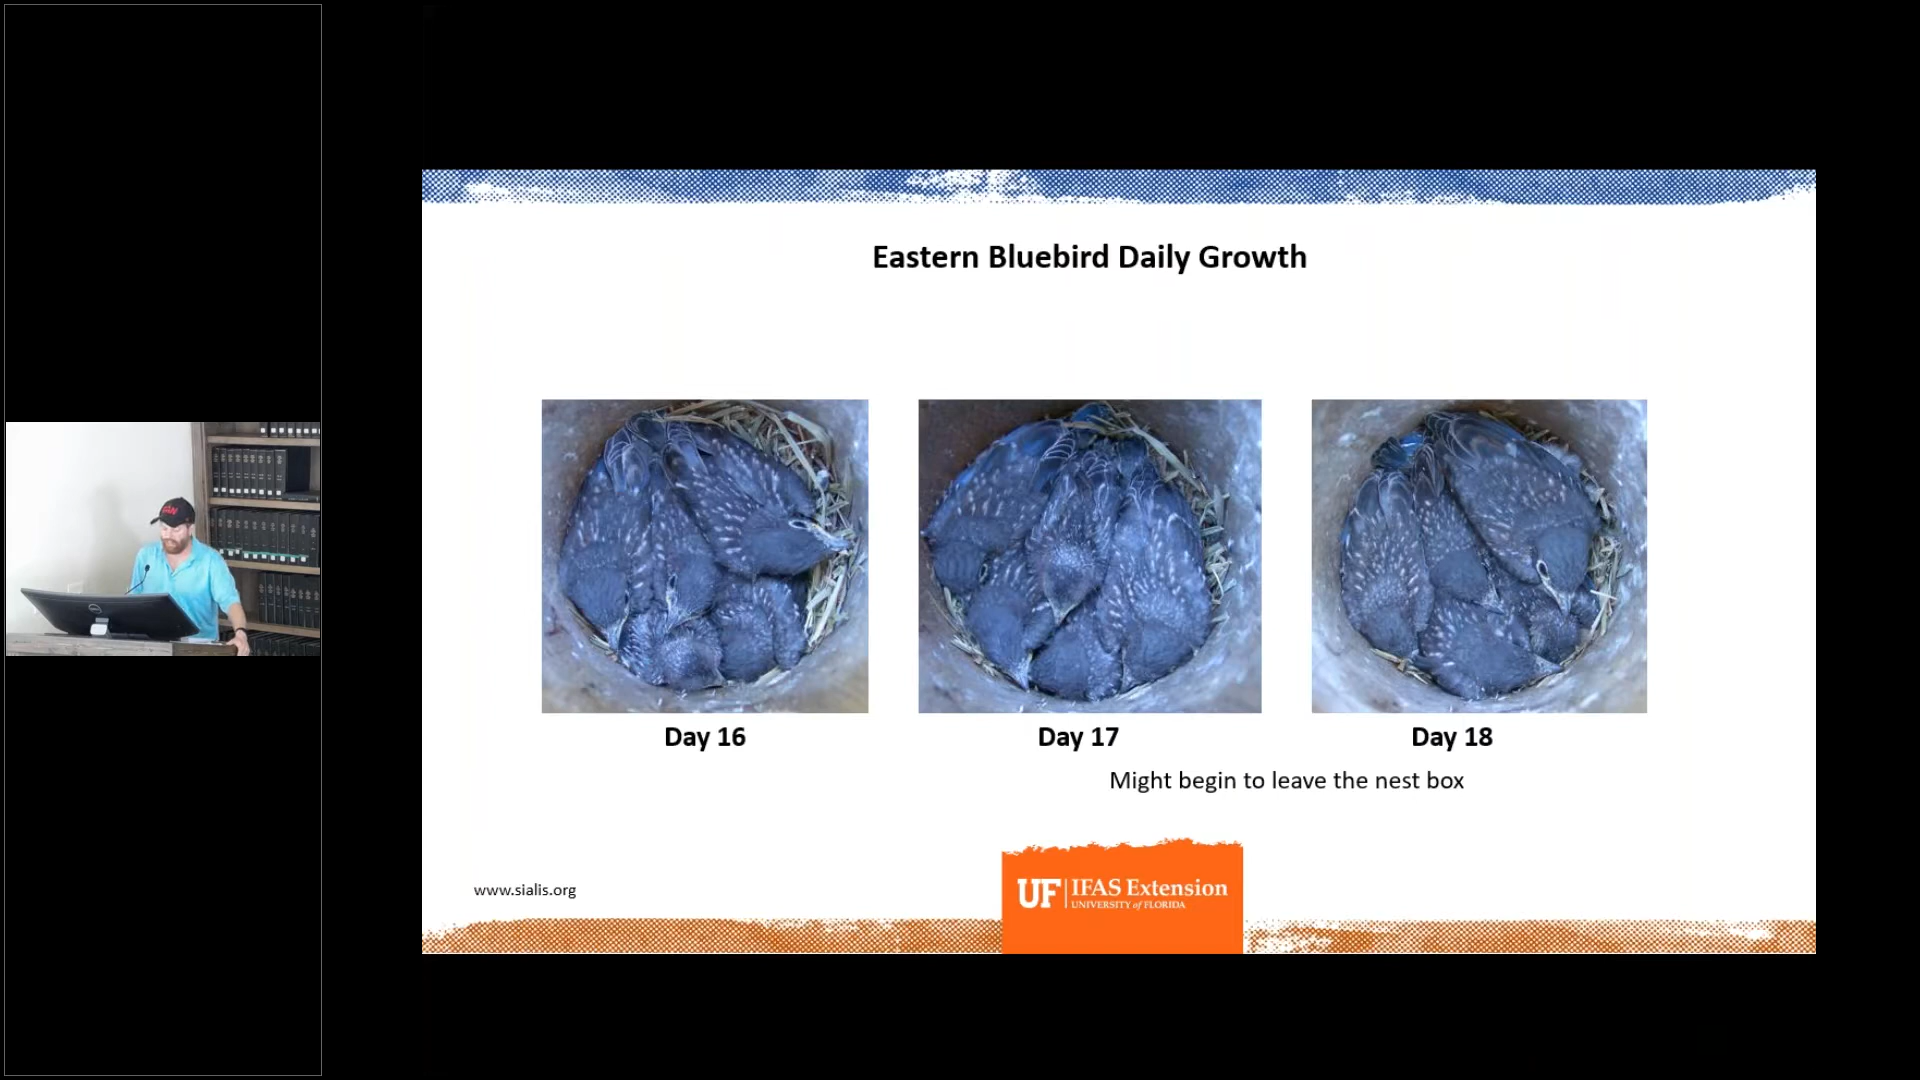 Eastern Bluebird Daily Growth
Day 16
Day 17
Day 18
Might begin to leave the nest box
www.sialis.org
UF IFAS Extension
UNIVERSITY of FLORIDA